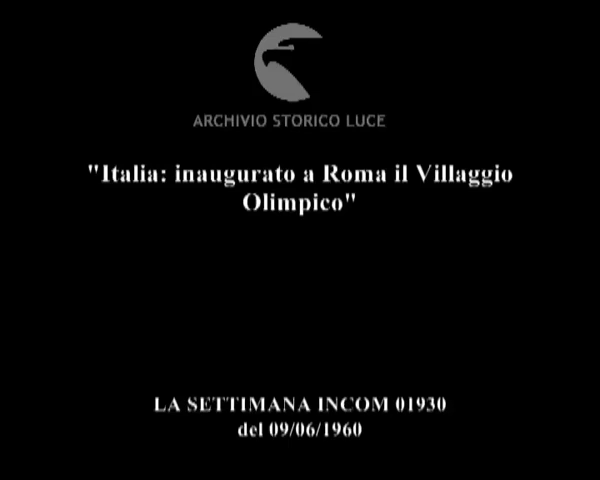 ARCHIVIO STORICO LUCE
"Italia: inaugurato a Roma il Villaggio
Olimpico"
LA SETTIMANA INCOM 01930
del 09/06/1960